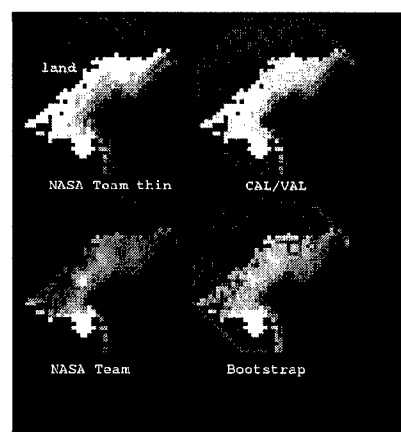 land
NASA Team thin
CAL/VAL
NASA Team
Bootstrap